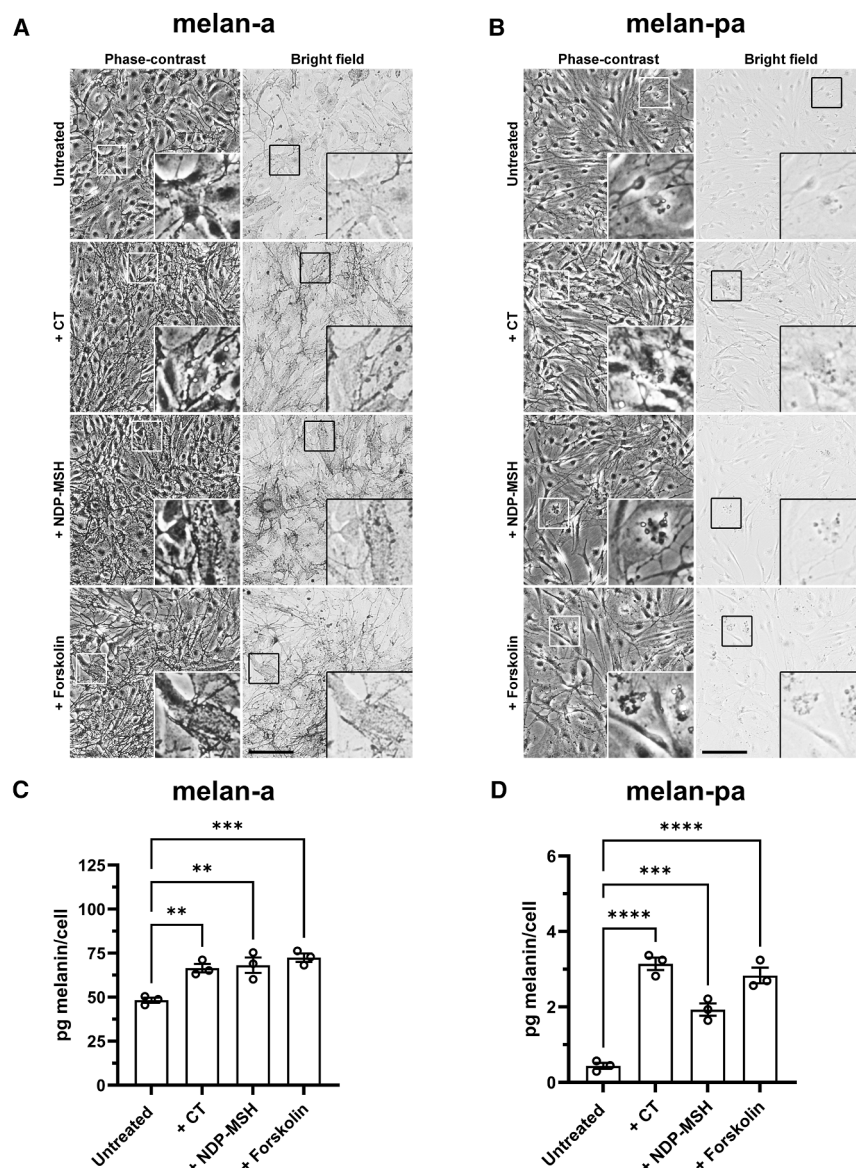 A
melan-a
Phase-contrast
Bright field
Untreated
+ CT
+ NDP-MSH
+ Forskolin
B
melan-pa
Phase-contrast
Bright field
Untreated
+ CT
+ NDP-MSH
+ Forskolin
C
melan-a
pg melanin/cell
125
100
75
50
25
0
***
**
**
Untreated
+ CT
+ NDP-MSH
+ Forskolin
D
melan-pa
pg melanin/cell
6
4
2
0
****
***
****
Untreated
+ CT
+ NDP-MSH
+ Forskolin